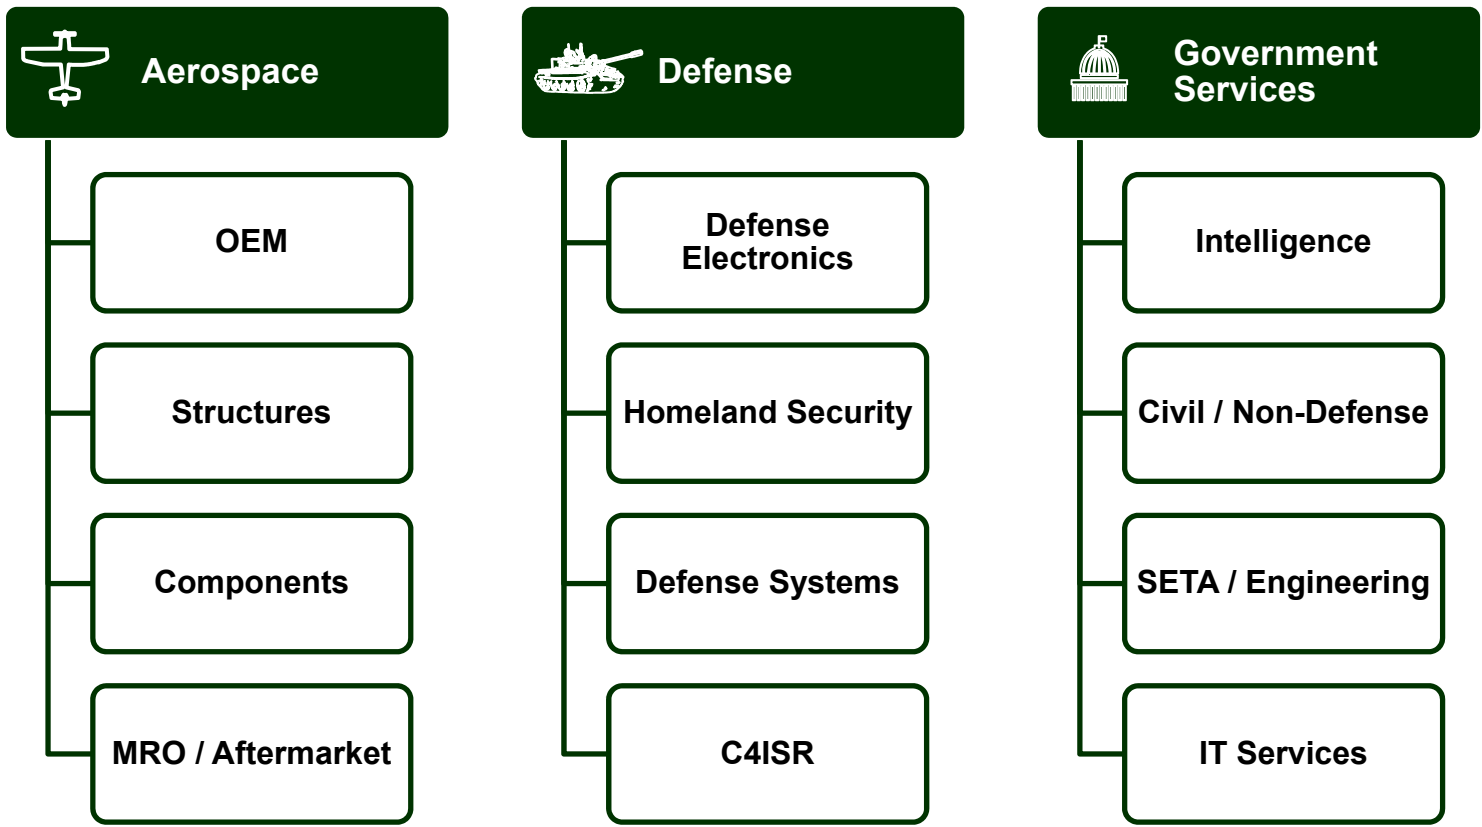 Aerospace
OEM
Structures
Components
MRO / Aftermarket
Defense
Defense
Electronics
Homeland Security
Defense Systems
C4ISR
Government
Services
Intelligence
Civil / Non-Defense
SETA / Engineering
IT Services